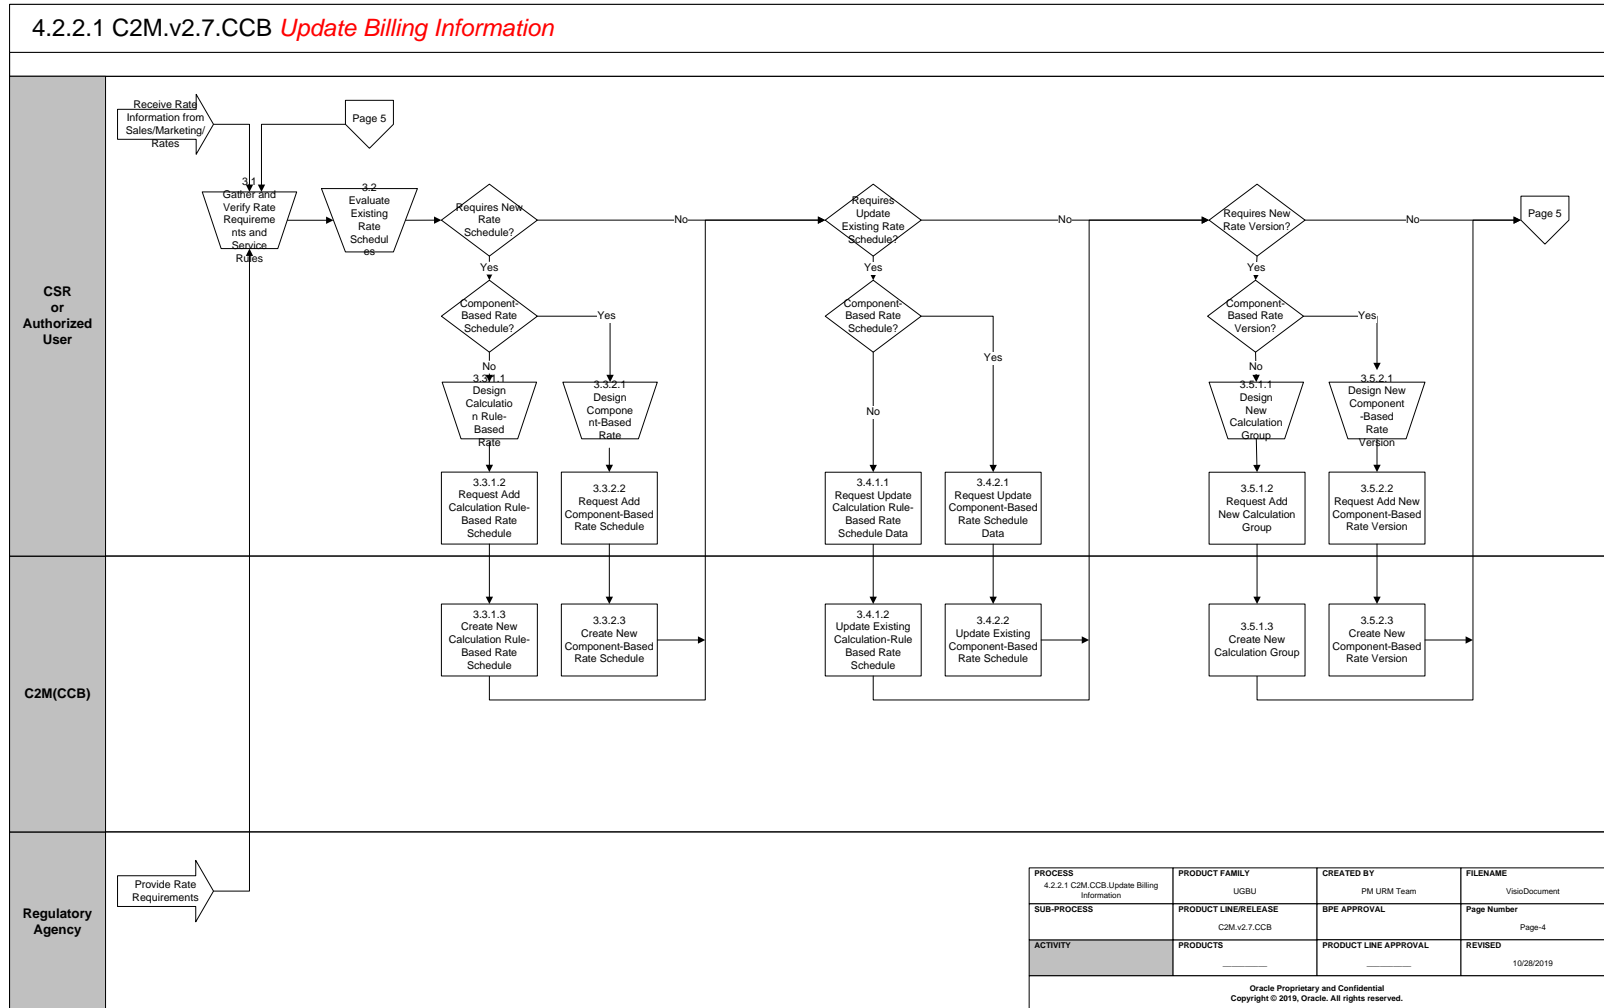 4.2.2.1 C2M.v2.7.CCB Update Billing Information
CSR
or
Authorized
User
Receive Rate
Information from
Sales/Marketing/
Rates
Page 5
3.1
Gather and
Verify Rate
Requireme
nts and
Service
Rules
3.2
Evaluate
Existing
Rate
Schedul
es
Requires New
Rate
Schedule?
No
Yes
Component-
Based Rate
Schedule?
Yes
No
3.3.1.1
Design
Calculatio
n Rule-
Based
Rate
3.3.2.1
Design
Compone
nt-Based
Rate
3.3.1.2
Request Add
Calculation Rule-
Based Rate
Schedule
3.3.2.2
Request Add
Component-Based
Rate Schedule
Requires
Update
Existing Rate
Schedule?
No
Yes
Component-
Based Rate
Schedule?
Yes
No
3.4.1.1
Request Update
Calculation Rule-
Based Rate
Schedule Data
3.4.2.1
Request Update
Component-Based
Rate Schedule
Data
Requires New
Rate Version?
No
Yes
Component-
Based Rate
Version?
Yes
No
3.5.1.1
Design
New
Calculation
Group
3.5.2.1
Design New
Component
-Based
Rate
Version
3.5.1.2
Request Add
New Calculation
Group
3.5.2.2
Request Add New
Component-Based
Rate Version
Page 5
C2M(CCB)
3.3.1.3
Create New
Calculation Rule-
Based Rate
Schedule
3.3.2.3
Create New
Component-Based
Rate Schedule
3.4.1.2
Update Existing
Calculation-Rule
Based Rate
Schedule
3.4.2.2
Update Existing
Component-Based
Rate Schedule
3.5.1.3
Create New
Calculation Group
3.5.2.3
Create New
Component-Based
Rate Version
Regulatory
Agency
Provide Rate
Requirements
PROCESS
4.2.2.1 C2M.CCB.Update Billing
Information
PRODUCT FAMILY
UGBU
CREATED BY
PM URM Team
FILENAME
VisioDocument
SUB-PROCESS
PRODUCT LINE/RELEASE
C2M.v2.7.CCB
BPE APPROVAL
Page Number
Page-4
ACTIVITY
PRODUCTS
PRODUCT LINE APPROVAL
REVISED
10/28/2019
Oracle Proprietary and Confidential
Copyright © 2019, Oracle. All rights reserved.